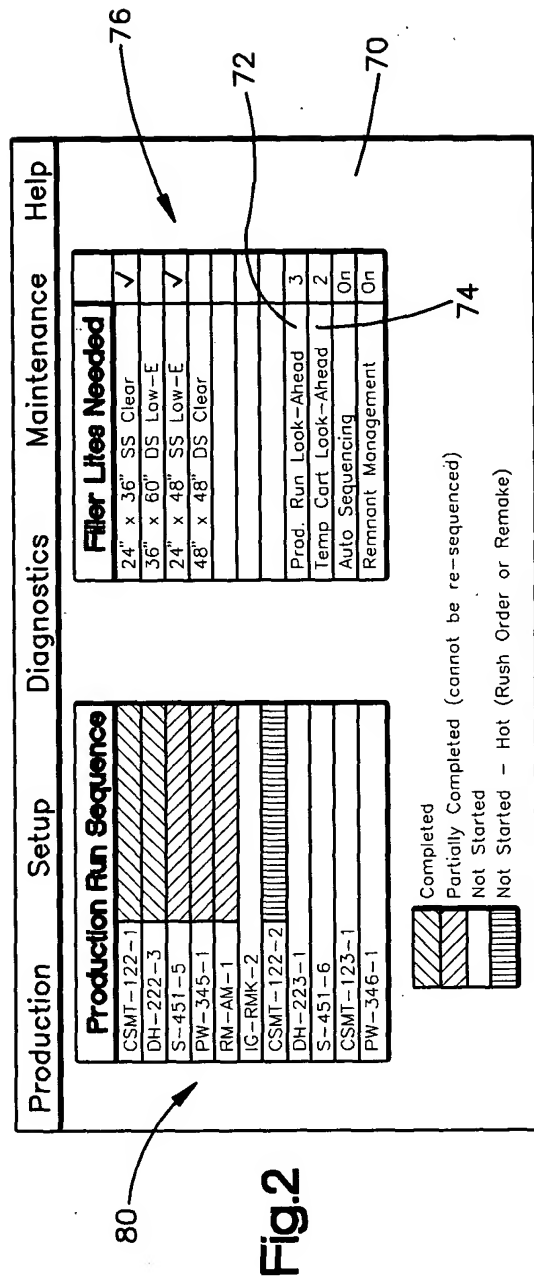 Production Setup Diagnostics Maintenance Help
Production Run Sequence
CSMT-122-1
DH-222-3
S-451-5
PW-345-1
RM-AM-1
IG-RMK-2
CSMT-122-2
DH-223-1
S-451-6
CSMT-123-1
PW-346-1
Filler Lites Needed
24" x 36" SS Clear ✓
36" x 60" DS Low-E
24" x 48" SS Low-E ✓
48" x 48" DS Clear
Prod. Run Look-Ahead 3
Temp Cart Look-Ahead 2
Auto Sequencing On
Remnant Management On
Completed
Partially Completed (cannot be re-sequenced)
Not Started
Not Started - Hot (Rush Order or Remake)
80
76
72
70
74
Fig.2